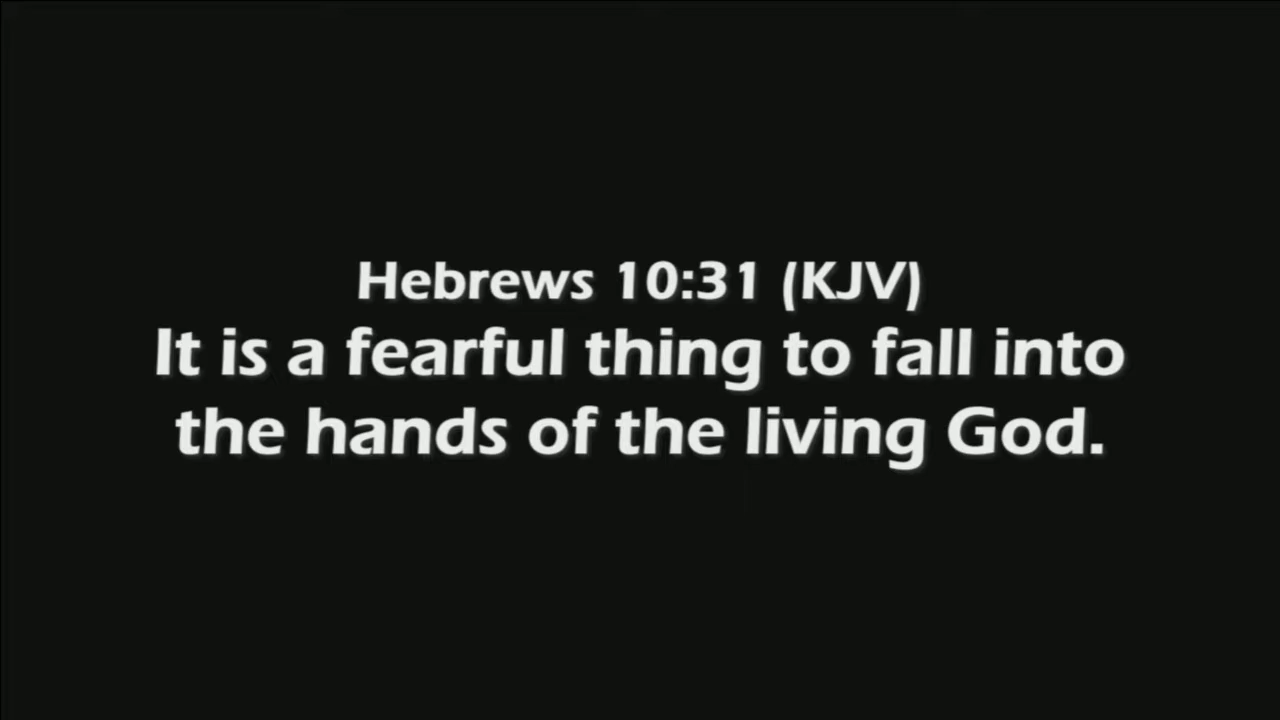 Hebrews 10:31 (KJV)
It is a fearful thing to fall into
the hands of the living God.